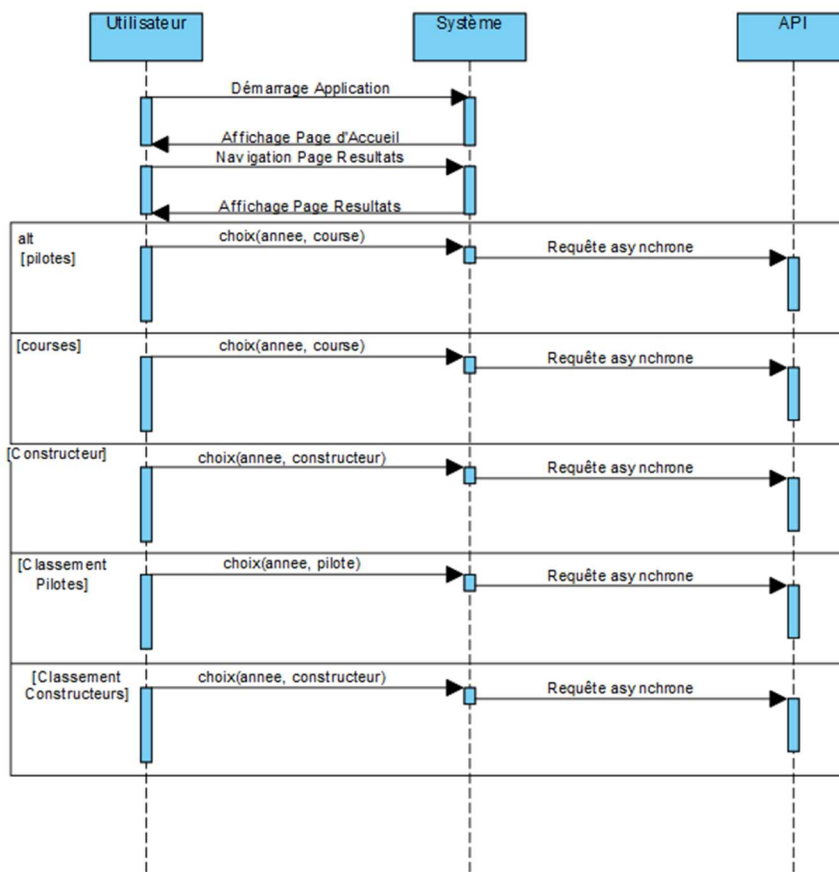 Utilisateur
Système
API
Démarrage Application
Affichage Page d'Accueil
Navigation Page Resultats
Affichage Page Resultats
alt
[pilotes]
choix(annee, course)
Requête asynchrone
[courses]
choix(annee, course)
Requête asynchrone
[Constructeur]
choix(annee, constructeur)
Requête asynchrone
[Classement
Pilotes]
choix(annee, pilote)
Requête asynchrone
[Classement
Constructeurs]
choix(annee, constructeur)
Requête asynchrone